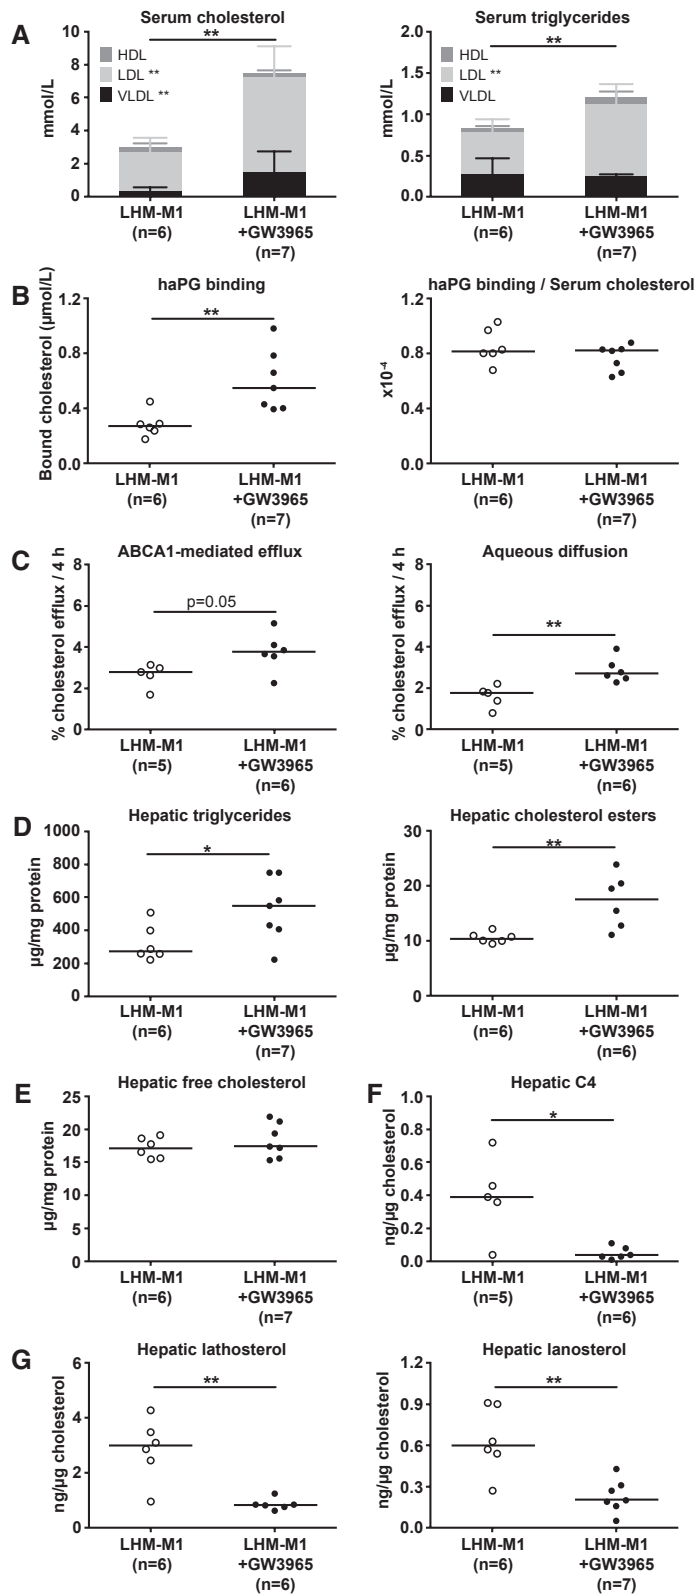 A
Serum cholesterol
**
HDL
LDL **
VLDL **
mmol/L
10
8
6
4
2
0
LHM-M1
(n=6)
LHM-M1
+GW3965
(n=7)
Serum triglycerides
**
HDL
LDL **
VLDL
mmol/L
2.0
1.5
1.0
0.5
0.0
LHM-M1
(n=6)
LHM-M1
+GW3965
(n=7)
B
haPG binding
**
Bound cholesterol (µmol/L)
1.2
0.8
0.4
0.0
LHM-M1
(n=6)
LHM-M1
+GW3965
(n=7)
haPG binding / Serum cholesterol
x10⁻⁴
1.2
0.8
0.4
0.0
LHM-M1
(n=6)
LHM-M1
+GW3965
(n=7)
C
ABCA1-mediated efflux
p=0.05
% cholesterol efflux / 4 h
8
6
4
2
0
LHM-M1
(n=5)
LHM-M1
+GW3965
(n=6)
Aqueous diffusion
**
% cholesterol efflux / 4 h
8
6
4
2
0
LHM-M1
(n=5)
LHM-M1
+GW3965
(n=6)
D
Hepatic triglycerides
*
µg/mg protein
1000
800
600
400
200
0
LHM-M1
(n=6)
LHM-M1
+GW3965
(n=7)
Hepatic cholesterol esters
**
µg/mg protein
30
20
10
0
LHM-M1
(n=6)
LHM-M1
+GW3965
(n=6)
E
Hepatic free cholesterol
µg/mg protein
25
20
15
10
5
0
LHM-M1
(n=6)
LHM-M1
+GW3965
(n=7
F
Hepatic C4
*
ng/µg cholesterol
1.0
0.8
0.6
0.4
0.2
0.0
LHM-M1
(n=5)
LHM-M1
+GW3965
(n=6)
G
Hepatic lathosterol
**
ng/µg cholesterol
6
4
2
0
LHM-M1
(n=6)
LHM-M1
+GW3965
(n=6)
Hepatic lanosterol
**
ng/µg cholesterol
1.2
0.9
0.6
0.3
0.0
LHM-M1
(n=6)
LHM-M1
+GW3965
(n=7)